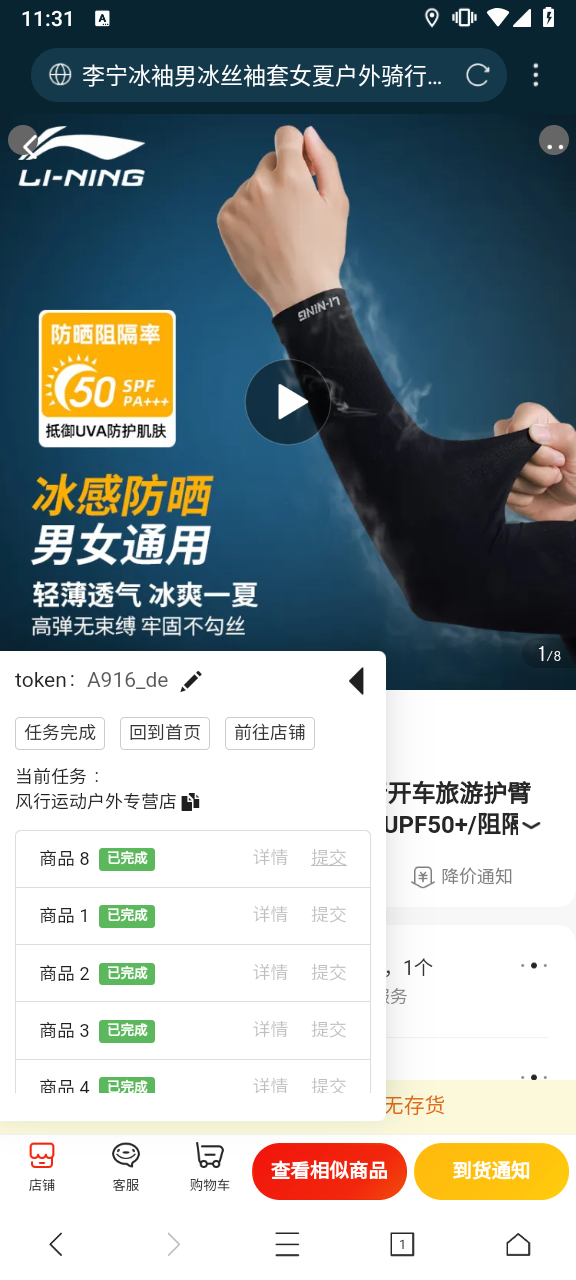 11:31
A
李宁冰袖男冰丝袖套女夏户外骑行...
LI-NING
LI-NING
防晒阻隔率
50 SPF PA+++
抵御UVA防护肌肤
冰感防晒
男女通用
轻薄透气 冰爽一夏
高弹无束缚 牢固不勾丝
1/8
token: A916_de
任务完成 回到首页 前往店铺
当前任务：
风行运动户外专营店
商品 8 已完成 详情 提交
商品 1 已完成 详情 提交
商品 2 已完成 详情 提交
商品 3 已完成 详情 提交
商品 4 已完成 详情 提交
开车旅游护臂
UPF50+/阻隔
降价通知
，1个
服务
无存货
店铺 客服 购物车 查看相似商品 到货通知
1